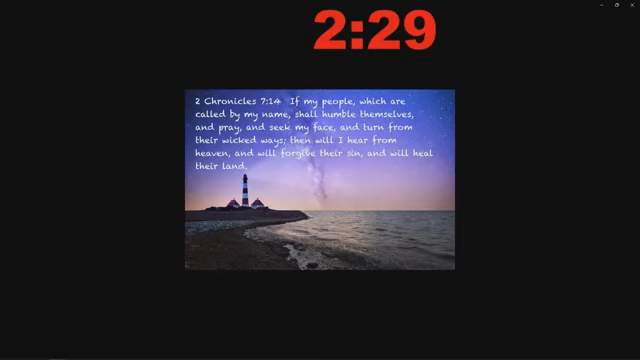 2:29
2 Chronicles 7:14 If my people, which are
called by my name, shall humble themselves,
and pray, and seek my face, and turn from
their wicked ways; then will I hear from
heaven, and will forgive their sin, and will heal
their land.